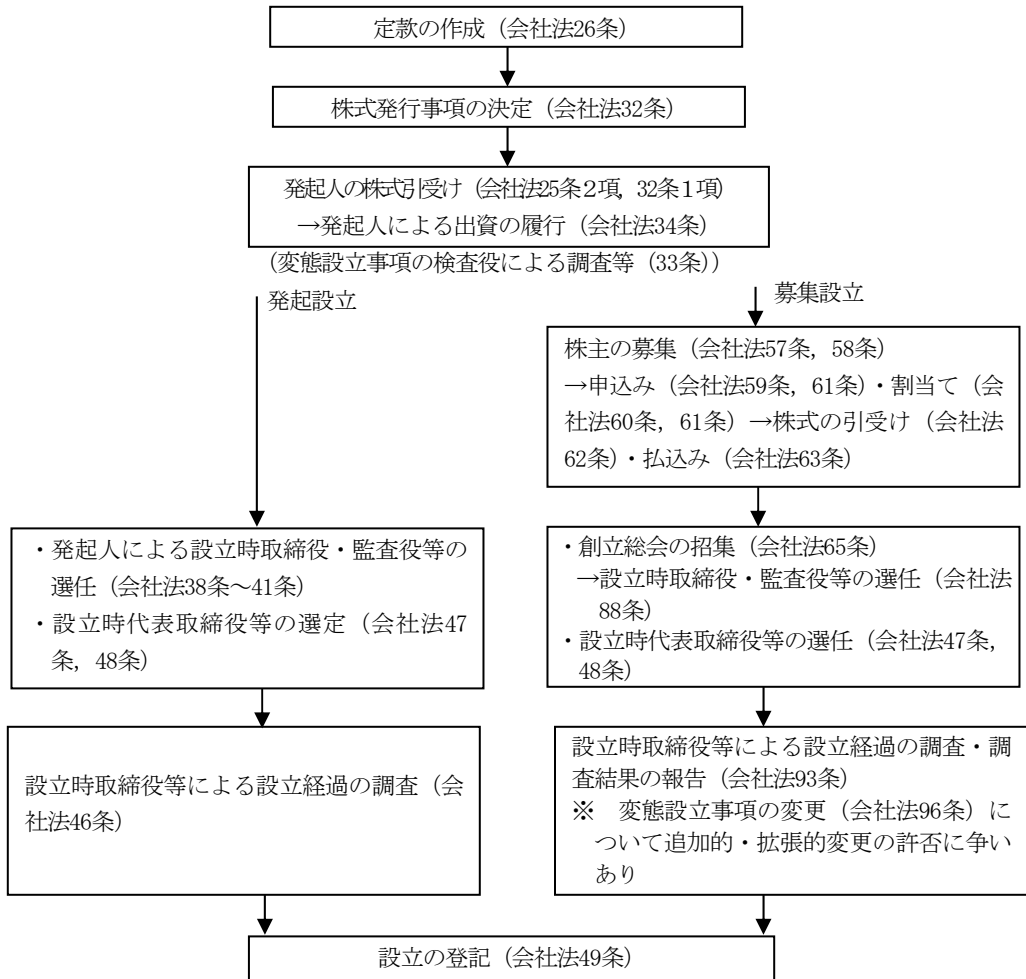 定款の作成（会社法26条）
株式発行事項の決定（会社法32条）
発起人の株式引受け（会社法25条２項，32条１項）
→発起人による出資の履行（会社法34条）
（変態設立事項の検査役による調査等（33条））
発起設立
募集設立
株主の募集（会社法57条，58条）
→申込み（会社法59条，61条）・割当て（会
社法60条，61条）→株式の引受け（会社法
62条）・払込み（会社法63条）
・発起人による設立時取締役・監査役等の
選任（会社法38条～41条）
・設立時代表取締役等の選定（会社法47
条，48条）
・創立総会の招集（会社法65条）
→設立時取締役・監査役等の選任（会社法
88条）
・設立時代表取締役等の選任（会社法47条，
48条）
設立時取締役等による設立経過の調査（会
社法46条）
設立時取締役等による設立経過の調査・調
査結果の報告（会社法93条）
※　変態設立事項の変更（会社法96条）に
ついて追加的・拡張的変更の許否に争い
あり
設立の登記（会社法49条）